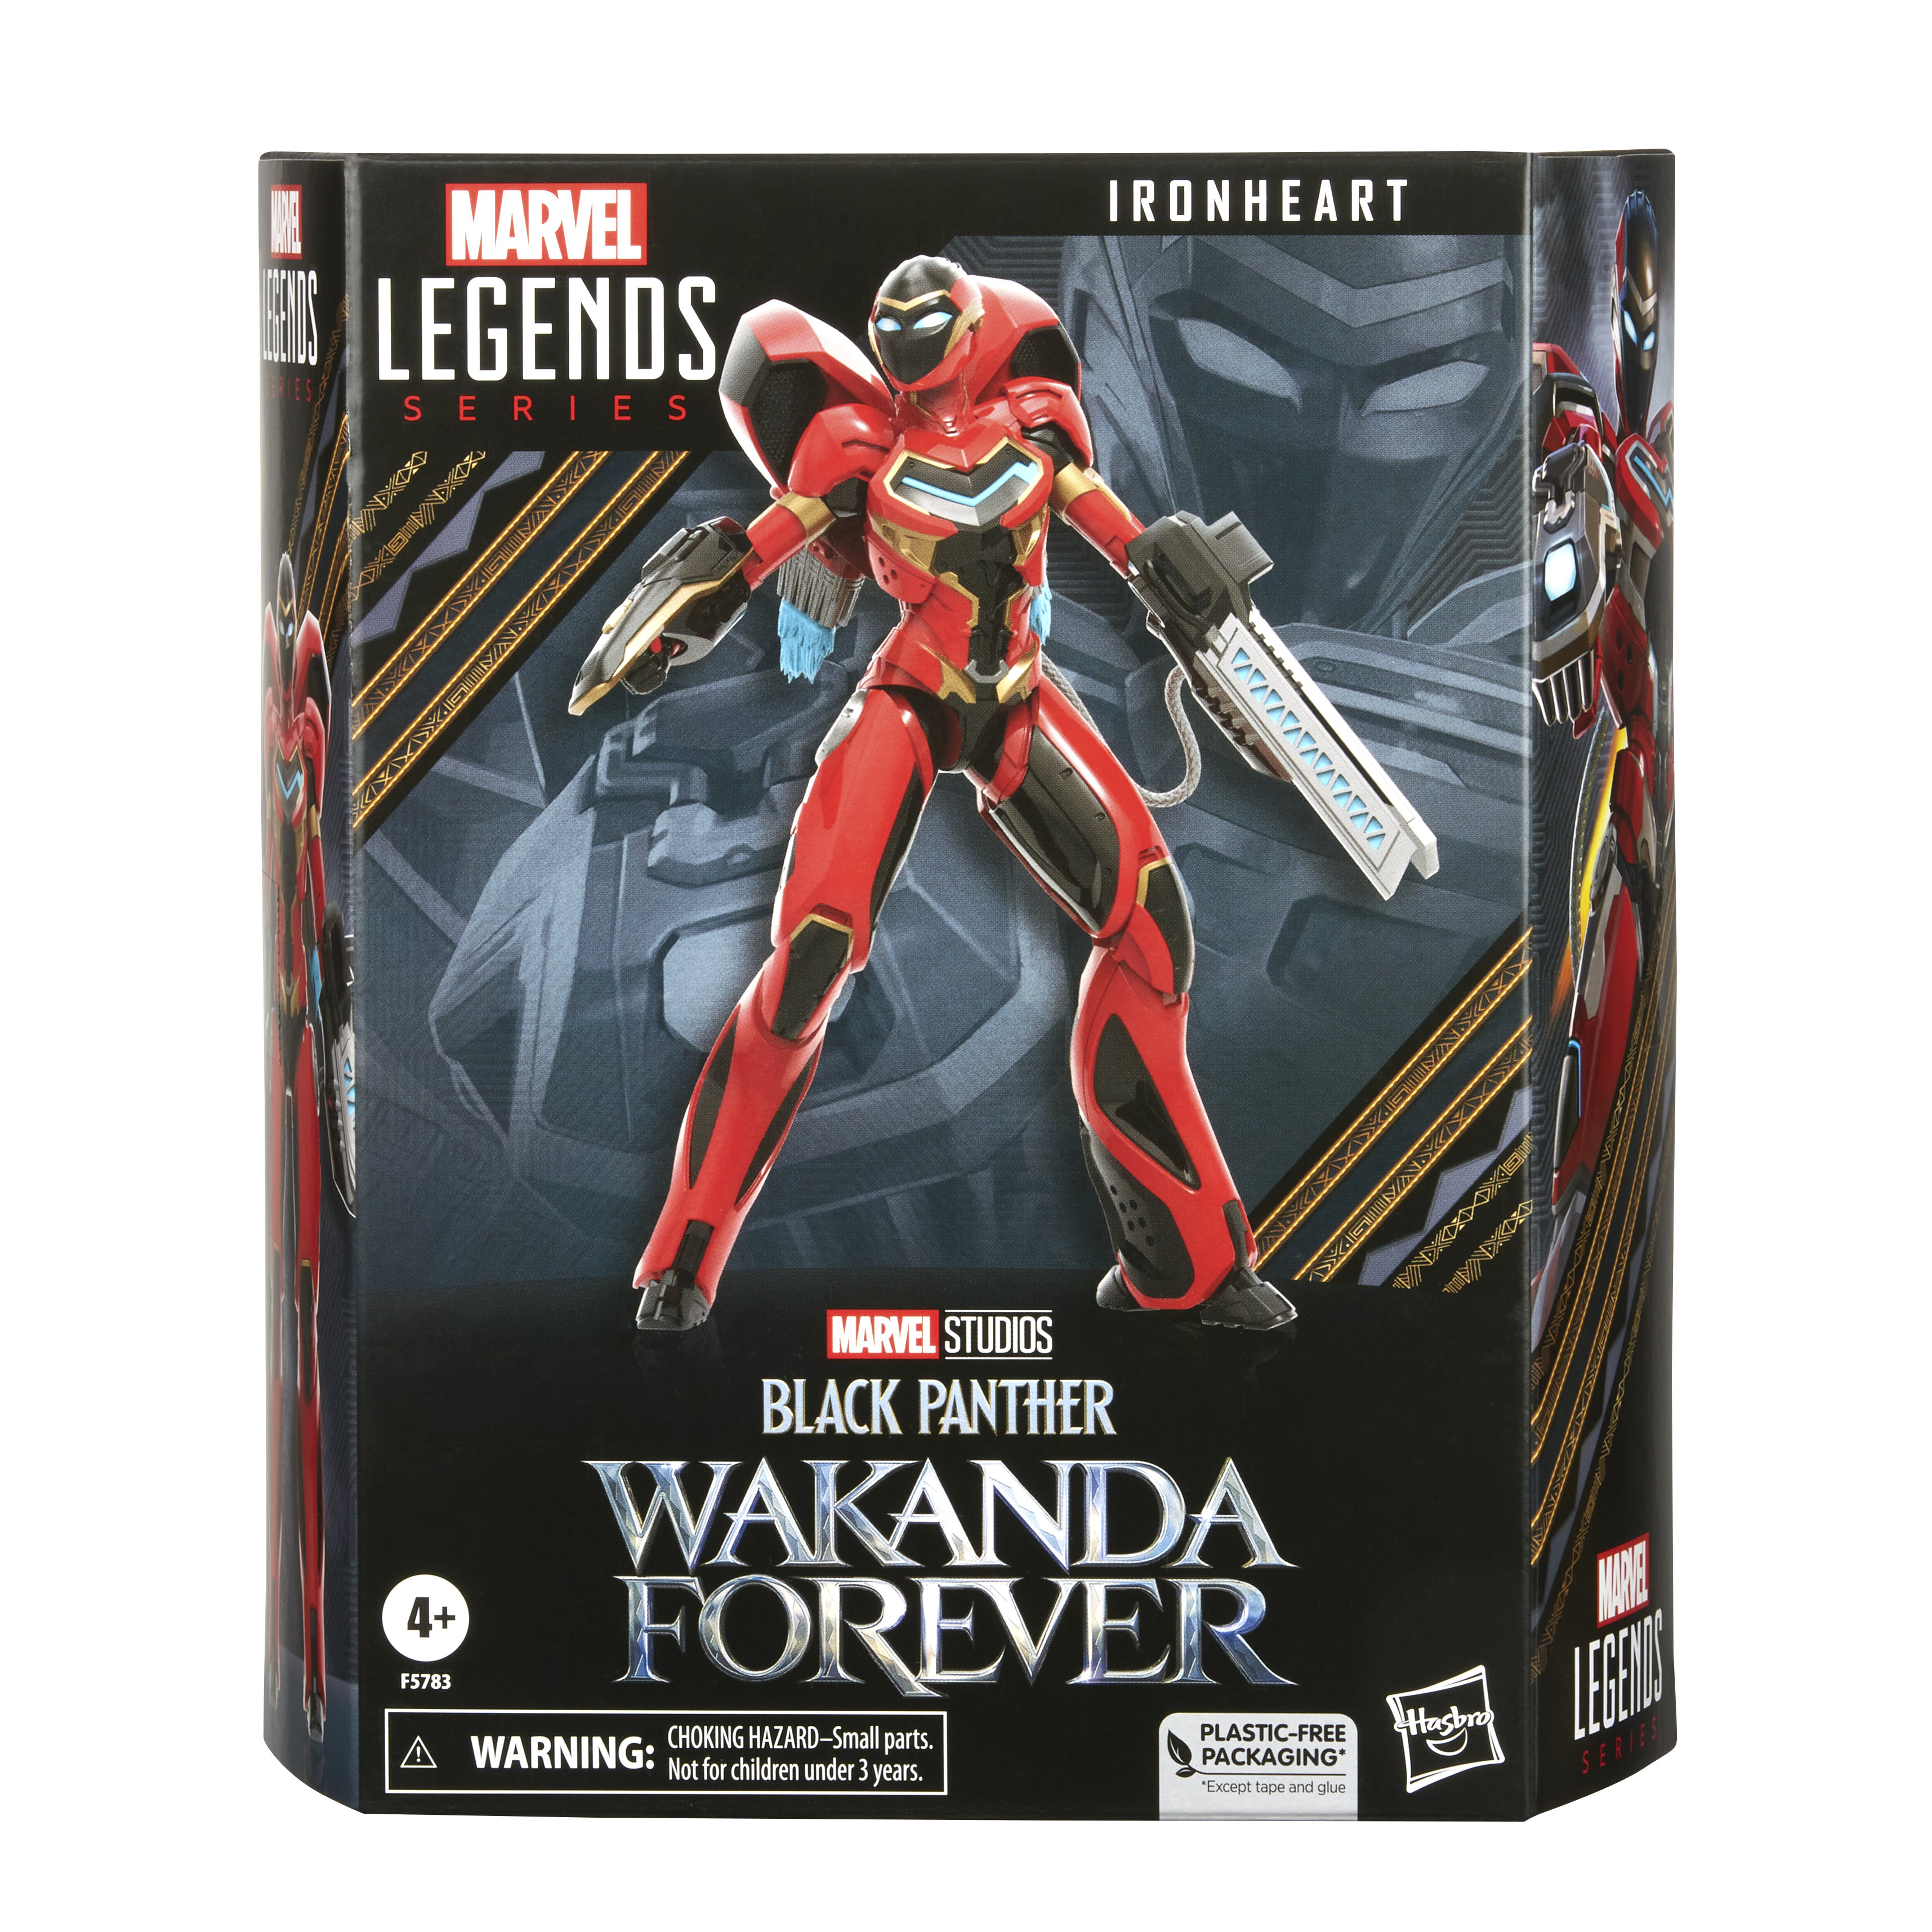 MARVEL
LEGENDS
SERIES
IRONHEART
MARVEL
LEGENDS
SERIES
MARVEL STUDIOS
BLACK PANTHER
WAKANDA
FOREVER
4+
F5783
WARNING: CHOKING HAZARD–Small parts.
Not for children under 3 years.
PLASTIC-FREE
PACKAGING*
*Except tape and glue
Hasbro
MARVEL
LEGENDS
SERIES